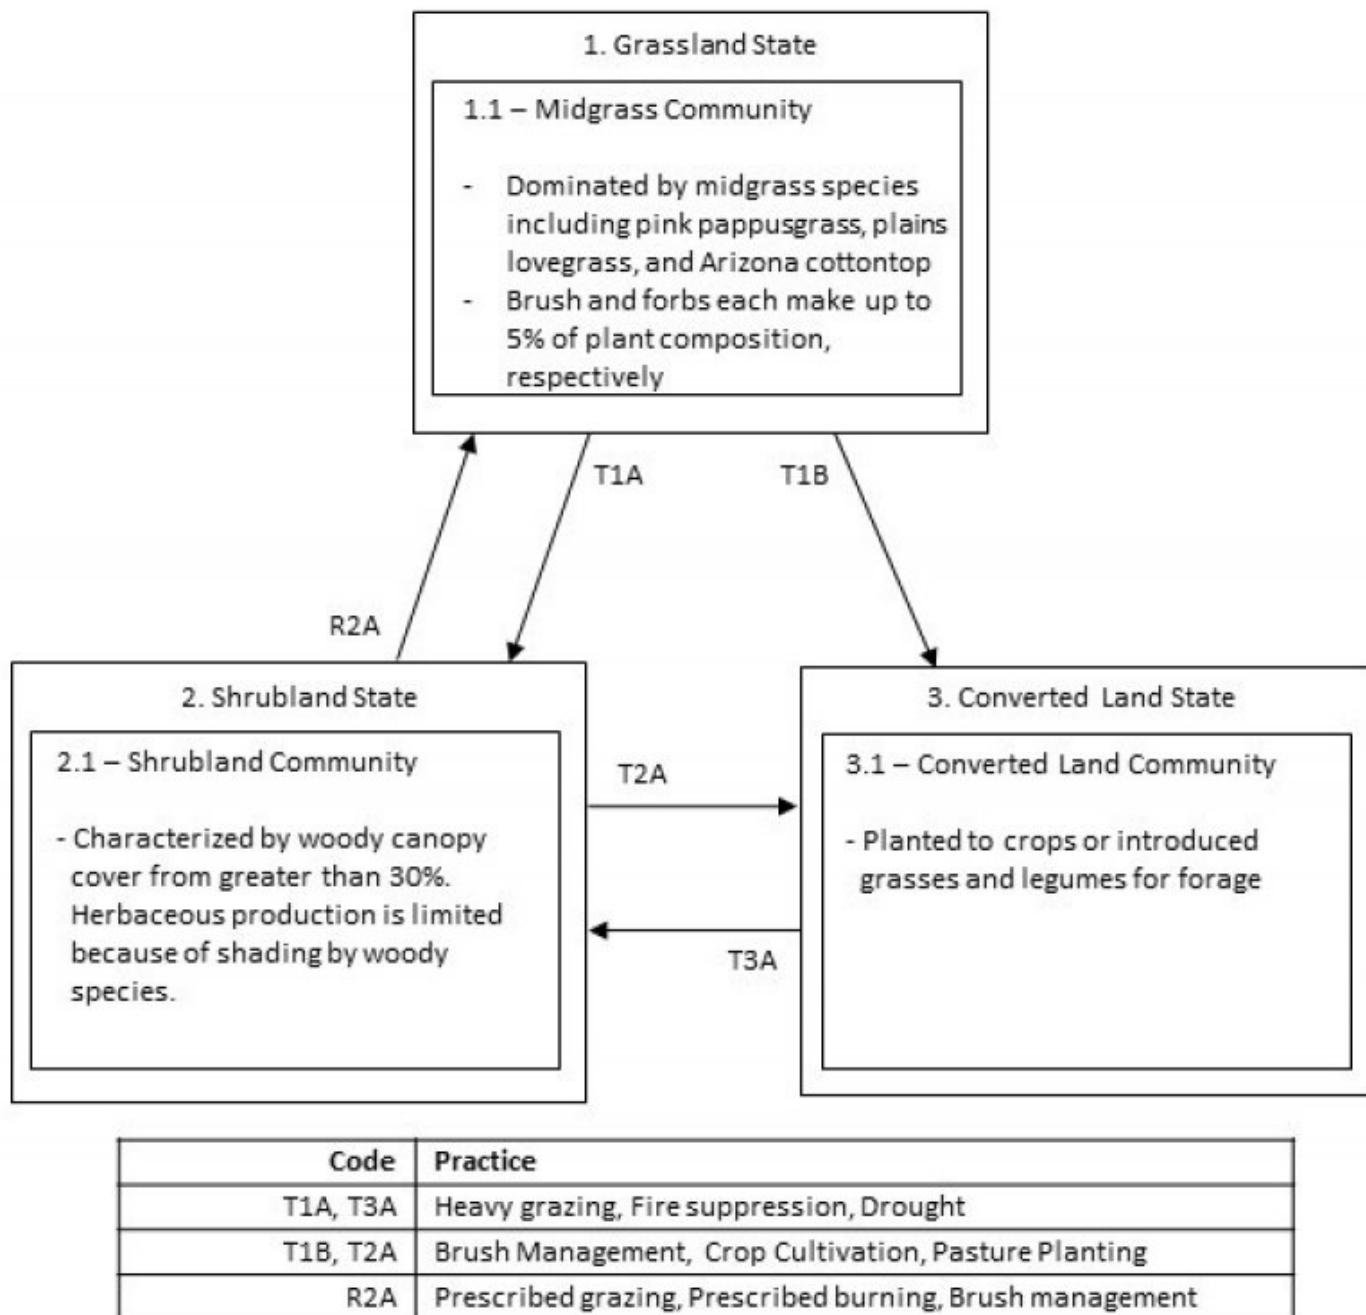 1. Grassland State
1.1 – Midgrass Community
- Dominated by midgrass species
including pink pappusgrass, plains
lovegrass, and Arizona cottontop
- Brush and forbs each make up to
5% of plant composition,
respectively
T1A
T1B
R2A
2. Shrubland State
2.1 – Shrubland Community
- Characterized by woody canopy
cover from greater than 30%.
Herbaceous production is limited
because of shading by woody
species.
T2A
T3A
3. Converted Land State
3.1 – Converted Land Community
- Planted to crops or introduced
grasses and legumes for forage
Code Practice
T1A, T3A Heavy grazing, Fire suppression, Drought
T1B, T2A Brush Management, Crop Cultivation, Pasture Planting
R2A Prescribed grazing, Prescribed burning, Brush management